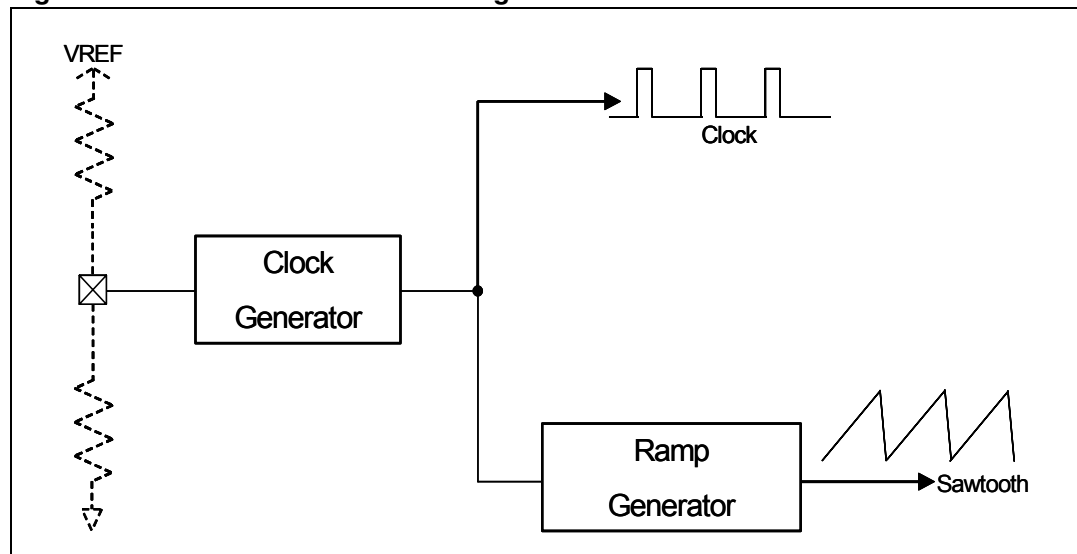 VREF
Clock
Clock
Generator
Ramp
Generator
Sawtooth